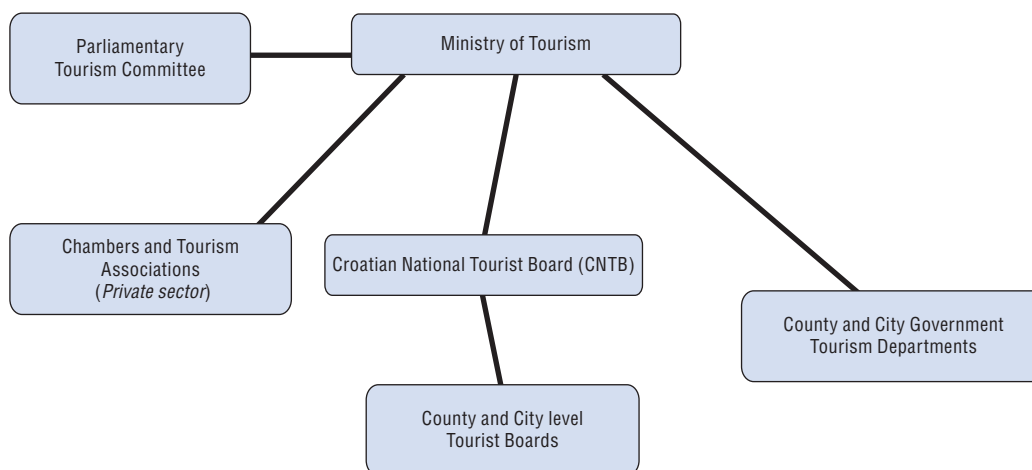 Parliamentary
Tourism Committee
Ministry of Tourism
Chambers and Tourism
Associations
(Private sector)
Croatian National Tourist Board (CNTB)
County and City Government
Tourism Departments
County and City level
Tourist Boards